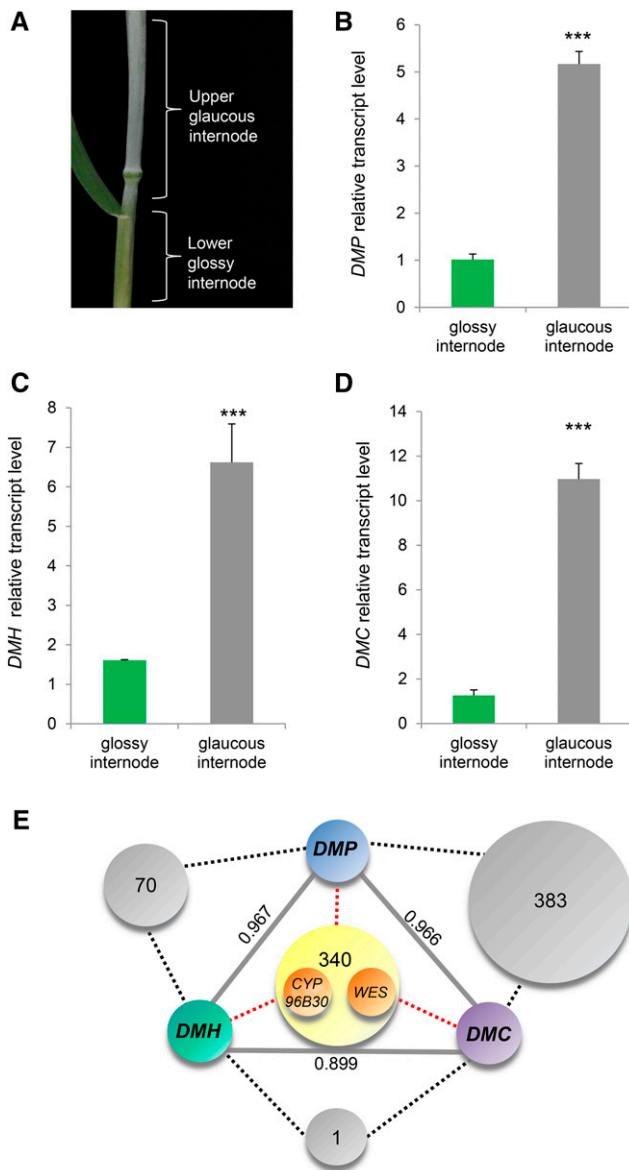 A
Upper
glaucous
internode
Lower
glossy
internode
B
DMP relative transcript level
6
5
4
3
2
1
0
***
glossy
internode
glaucous
internode
C
DMH relative transcript level
8
7
6
5
4
3
2
1
0
***
glossy
internode
glaucous
internode
D
DMC relative transcript level
14
12
10
8
6
4
2
0
***
glossy
internode
glaucous
internode
E
DMP
70
383
0.967
0.966
340
CYP
96B30
WES
DMH
DMC
0.899
1